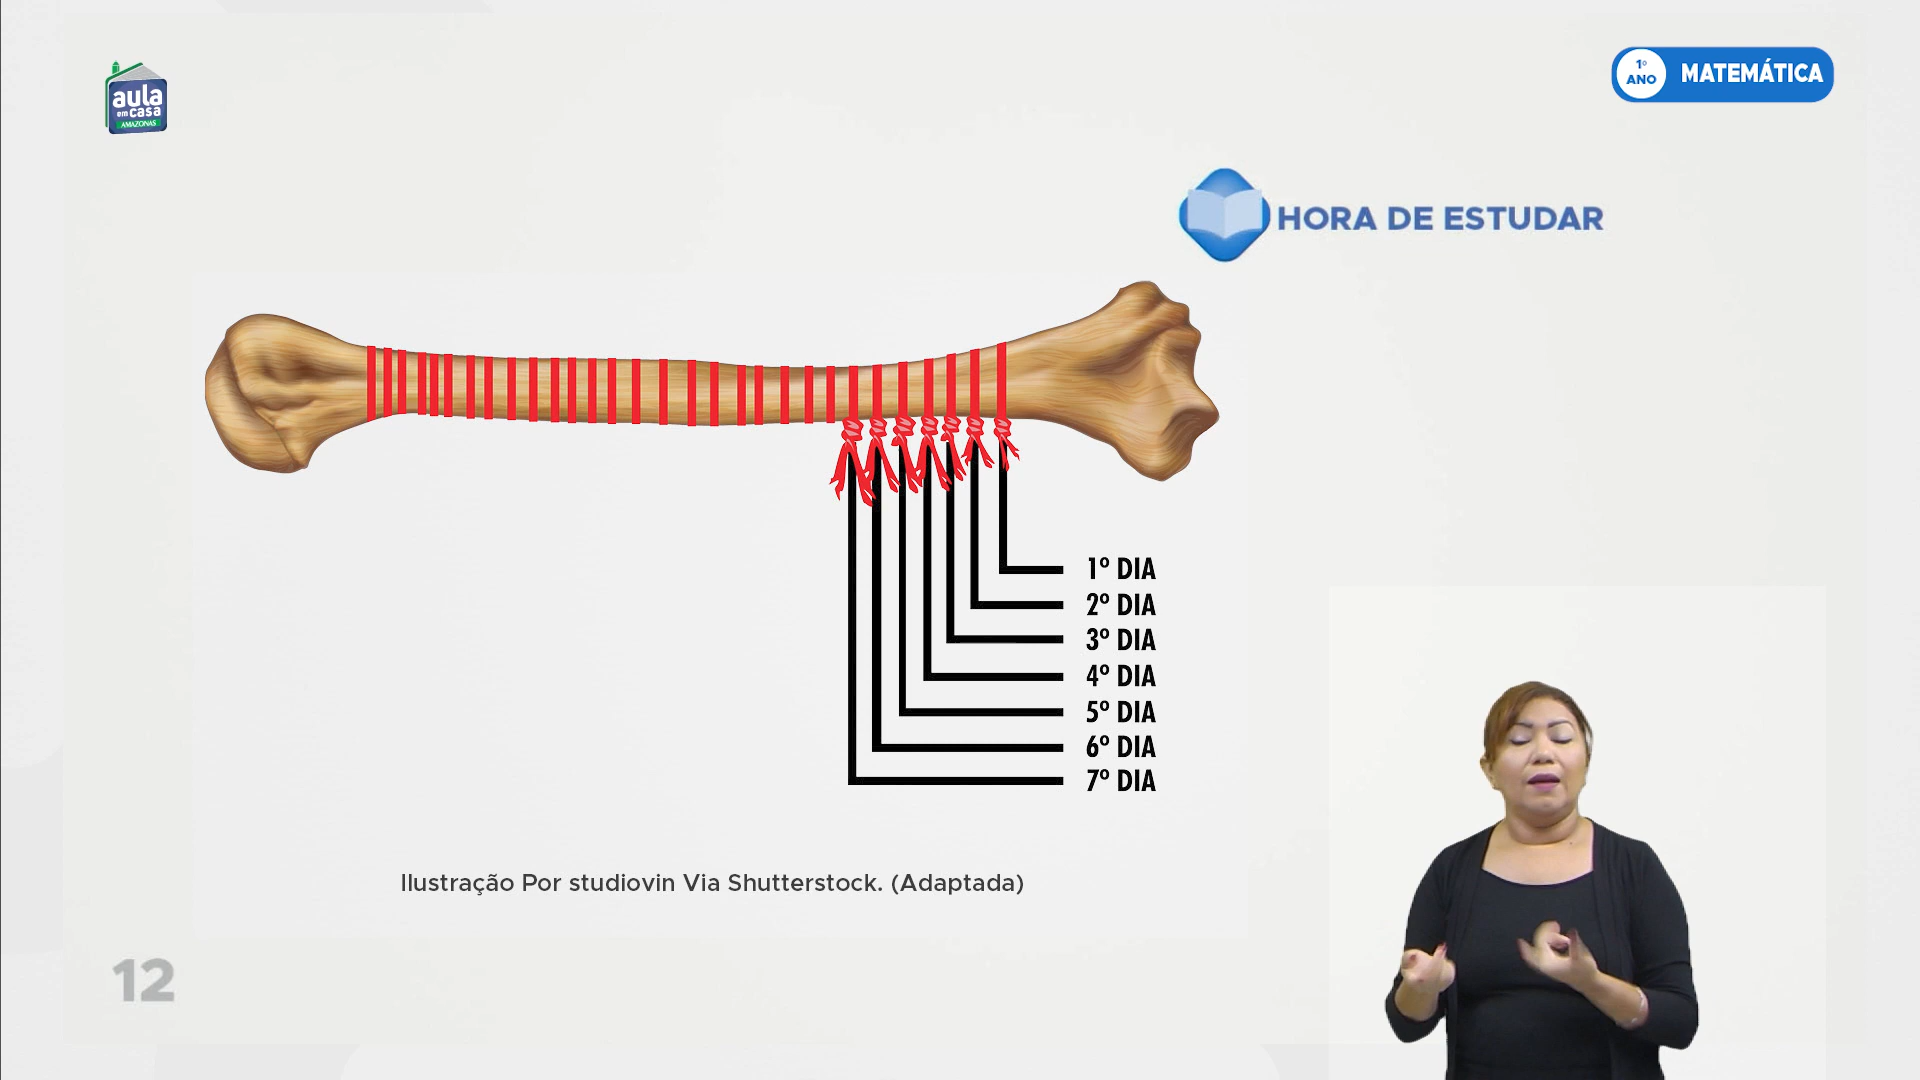 aula
em casa
AMAZONAS
1º
ANO
MATEMÁTICA
HORA DE ESTUDAR
1º DIA
2º DIA
3º DIA
4º DIA
5º DIA
6º DIA
7º DIA
Ilustração Por studiovin Via Shutterstock. (Adaptada)
12